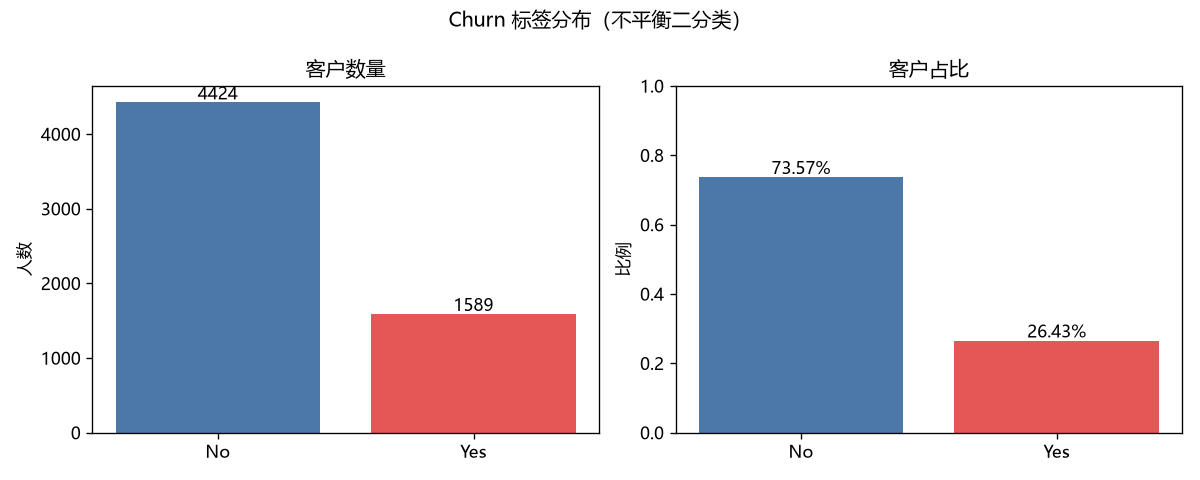 Churn 标签分布（不平衡二分类）
客户数量
人数
4000
3000
2000
1000
0
4424
1589
No
Yes
客户占比
比例
1.0
0.8
0.6
0.4
0.2
0.0
73.57%
26.43%
No
Yes